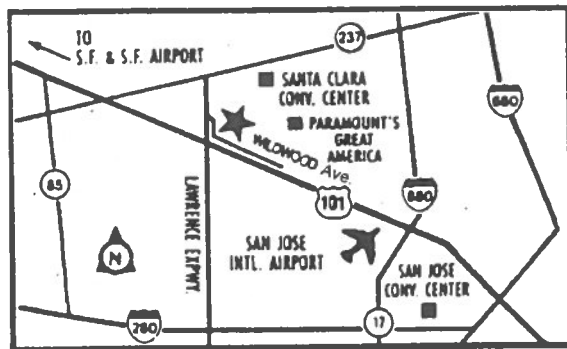 TO
S.F. & S.F. AIRPORT
237
SANTA CLARA
CONV. CENTER
680
PARAMOUNT'S
GREAT
AMERICA
WILDWOOD Ave.
85
LAWRENCE EXPWY.
101
880
N
SAN JOSE
INTL. AIRPORT
SAN JOSE
CONV. CENTER
280
17